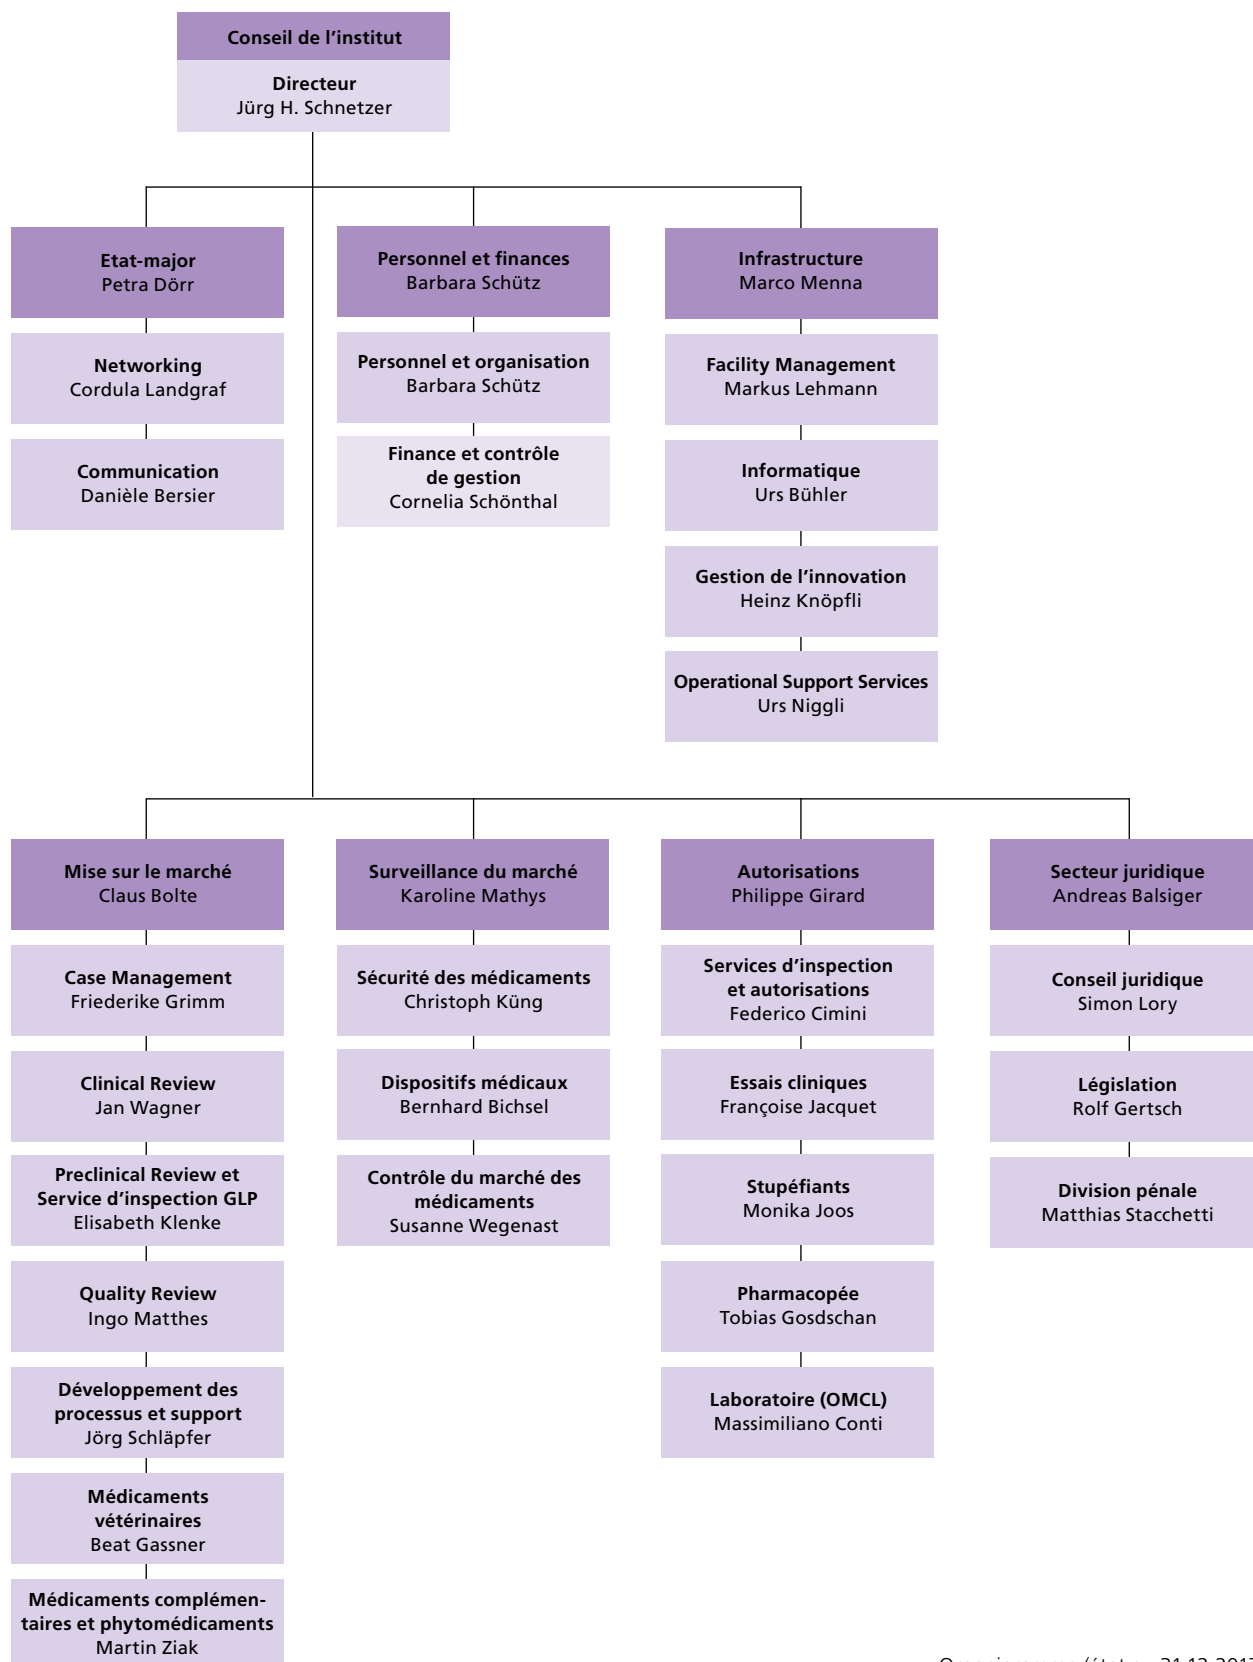 Conseil de l’institut
Directeur
Jürg H. Schnetzer
Etat-major
Petra Dörr
Networking
Cordula Landgraf
Communication
Danièle Bersier
Personnel et finances
Barbara Schütz
Personnel et organisation
Barbara Schütz
Finance et contrôle
de gestion
Cornelia Schönthal
Infrastructure
Marco Menna
Facility Management
Markus Lehmann
Informatique
Urs Bühler
Gestion de l’innovation
Heinz Knöpfli
Operational Support Services
Urs Niggli
Mise sur le marché
Claus Bolte
Case Management
Friederike Grimm
Clinical Review
Jan Wagner
Preclinical Review et
Service d’inspection GLP
Elisabeth Klenke
Quality Review
Ingo Matthes
Développement des
processus et support
Jörg Schläpfer
Médicaments
vétérinaires
Beat Gassner
Médicaments complémen-
taires et phytomédicaments
Martin Ziak
Surveillance du marché
Karoline Mathys
Sécurité des médicaments
Christoph Küng
Dispositifs médicaux
Bernhard Bichsel
Contrôle du marché des
médicaments
Susanne Wegenast
Autorisations
Philippe Girard
Services d’inspection
et autorisations
Federico Cimini
Essais cliniques
Françoise Jacquet
Stupéfiants
Monika Joos
Pharmacopée
Tobias Gosdschan
Laboratoire (OMCL)
Massimiliano Conti
Secteur juridique
Andreas Balsiger
Conseil juridique
Simon Lory
Législation
Rolf Gertsch
Division pénale
Matthias Stacchetti